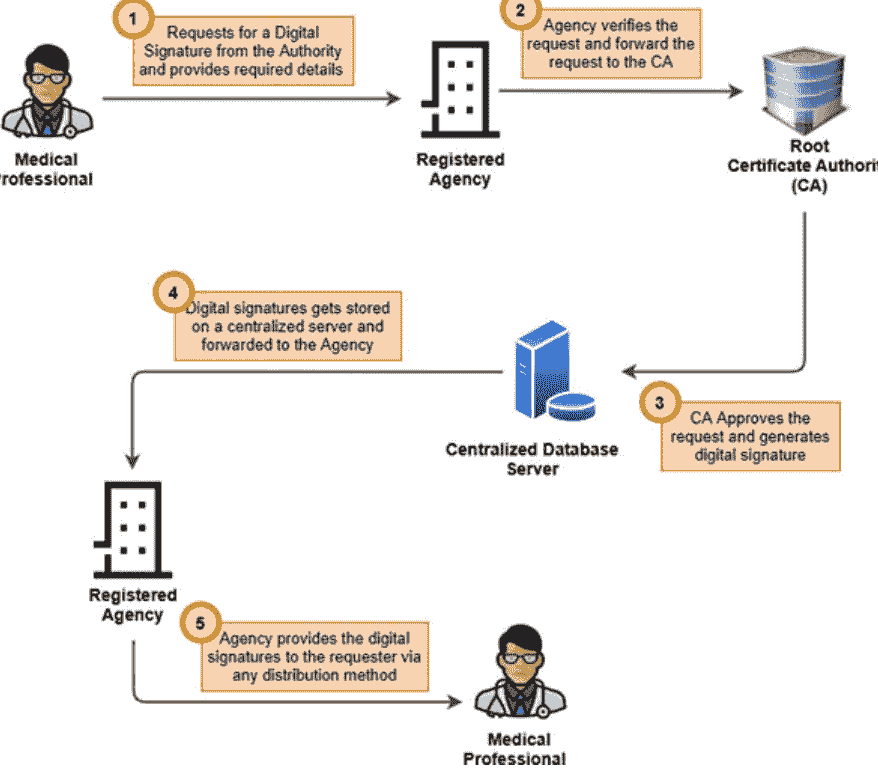 1
Requests for a Digital
Signature from the Authority
and provides required details
2
Agency verifies the
request and forward the
request to the CA
Medical
Professional
Registered
Agency
Root
Certificate Authorit
(CA)
4
Digital signatures gets stored
on a centralized server and
forwarded to the Agency
3
CA Approves the
request and generates
digital signature
Centralized Database
Server
Registered
Agency
5
Agency provides the digital
signatures to the requester via
any distribution method
Medical
Professional